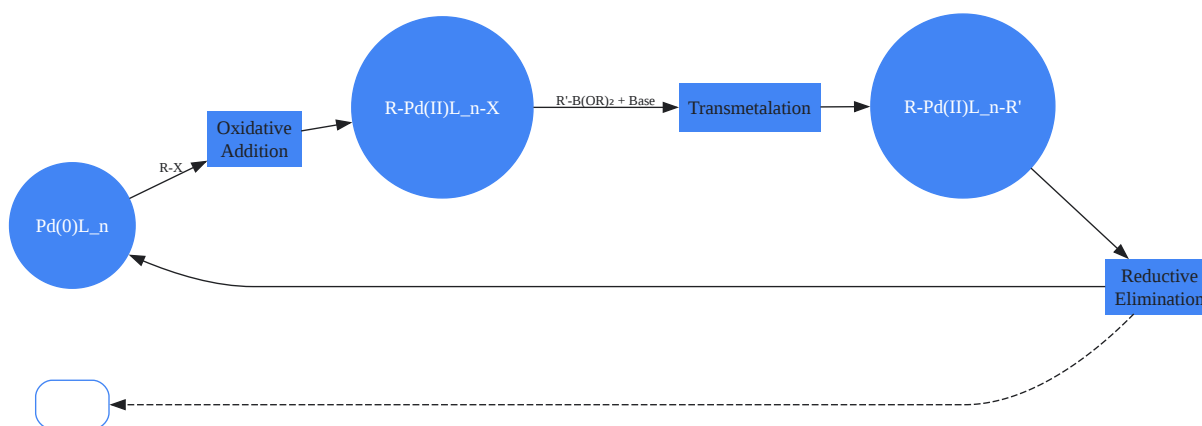 Pd(0)L_n
R-X
Oxidative
Addition
R-Pd(II)L_n-X
R'-B(OR)₂ + Base
Transmetalation
R-Pd(II)L_n-R'
Reductive
Elimination